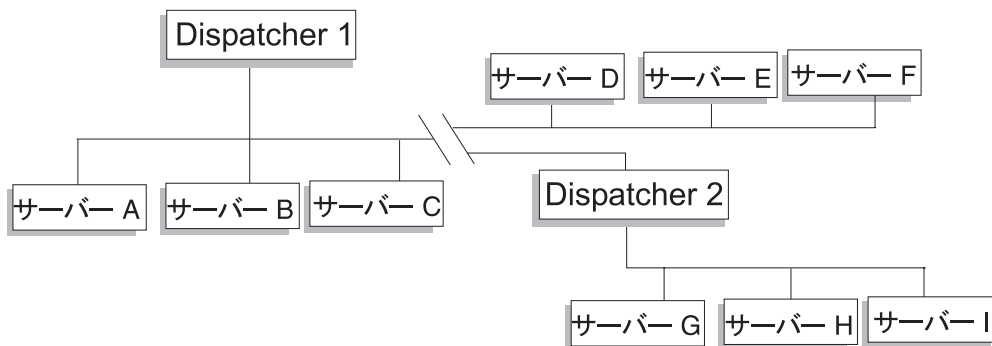 Dispatcher 1
サーバー D
サーバー E
サーバー F
サーバー A
サーバー B
サーバー C
Dispatcher 2
サーバー G
サーバー H
サーバー I